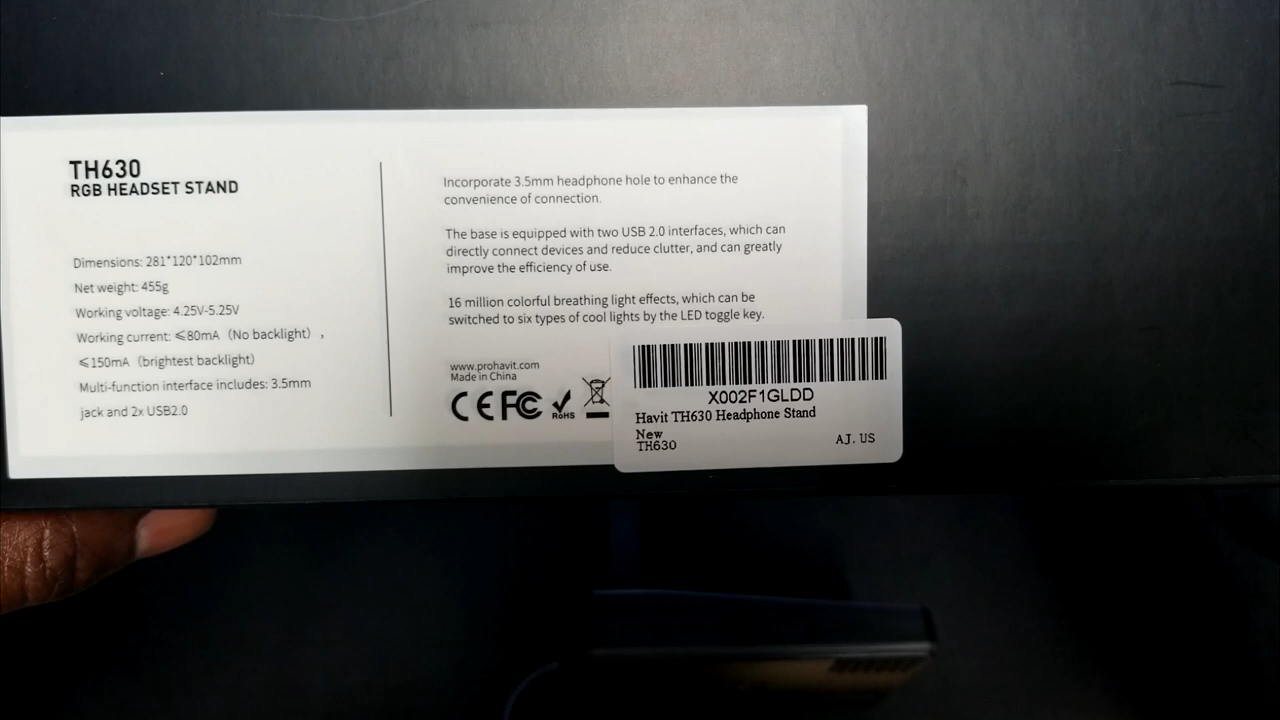 TH630
RGB HEADSET STAND
Dimensions: 281*120*102mm
Net weight: 455g
Working voltage: 4.25V-5.25V
Working current: ⩽80mA（No backlight），
⩽150mA（brightest backlight)
Multi-function interface includes: 3.5mm
jack and 2x USB2.0
Incorporate 3.5mm headphone hole to enhance the
convenience of connection.
The base is equipped with two USB 2.0 interfaces, which can
directly connect devices and reduce clutter, and can greatly
improve the efficiency of use.
16 million colorful breathing light effects, which can be
switched to six types of cool lights by the LED toggle key.
www.prohavit.com
Made in China
CE FC RoHS
X002F1GLDD
Havit TH630 Headphone Stand
New
TH630
AJ. US